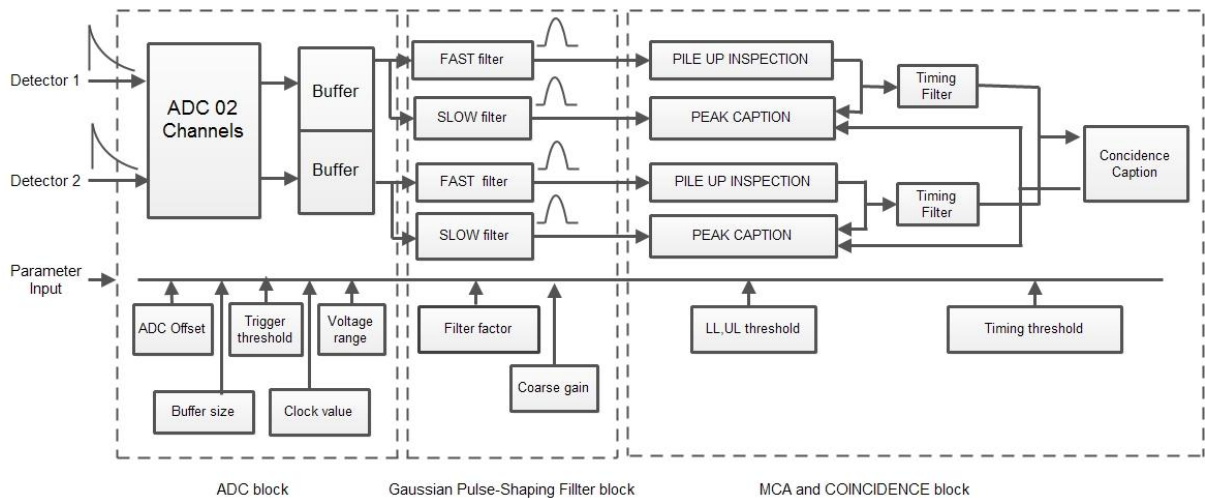 Detector 1
Detector 2
Parameter
Input
ADC 02
Channels
Buffer
Buffer
FAST filter
SLOW filter
FAST filter
SLOW filter
PILE UP INSPECTION
PEAK CAPTION
PILE UP INSPECTION
PEAK CAPTION
Timing
Filter
Timing
Filter
Concidence
Caption
ADC Offset
Trigger
threshold
Voltage
range
Buffer size
Clock value
Filter factor
Coarse gain
LL,UL threshold
Timing threshold
ADC block
Gaussian Pulse-Shaping Fillter block
MCA and COINCIDENCE block